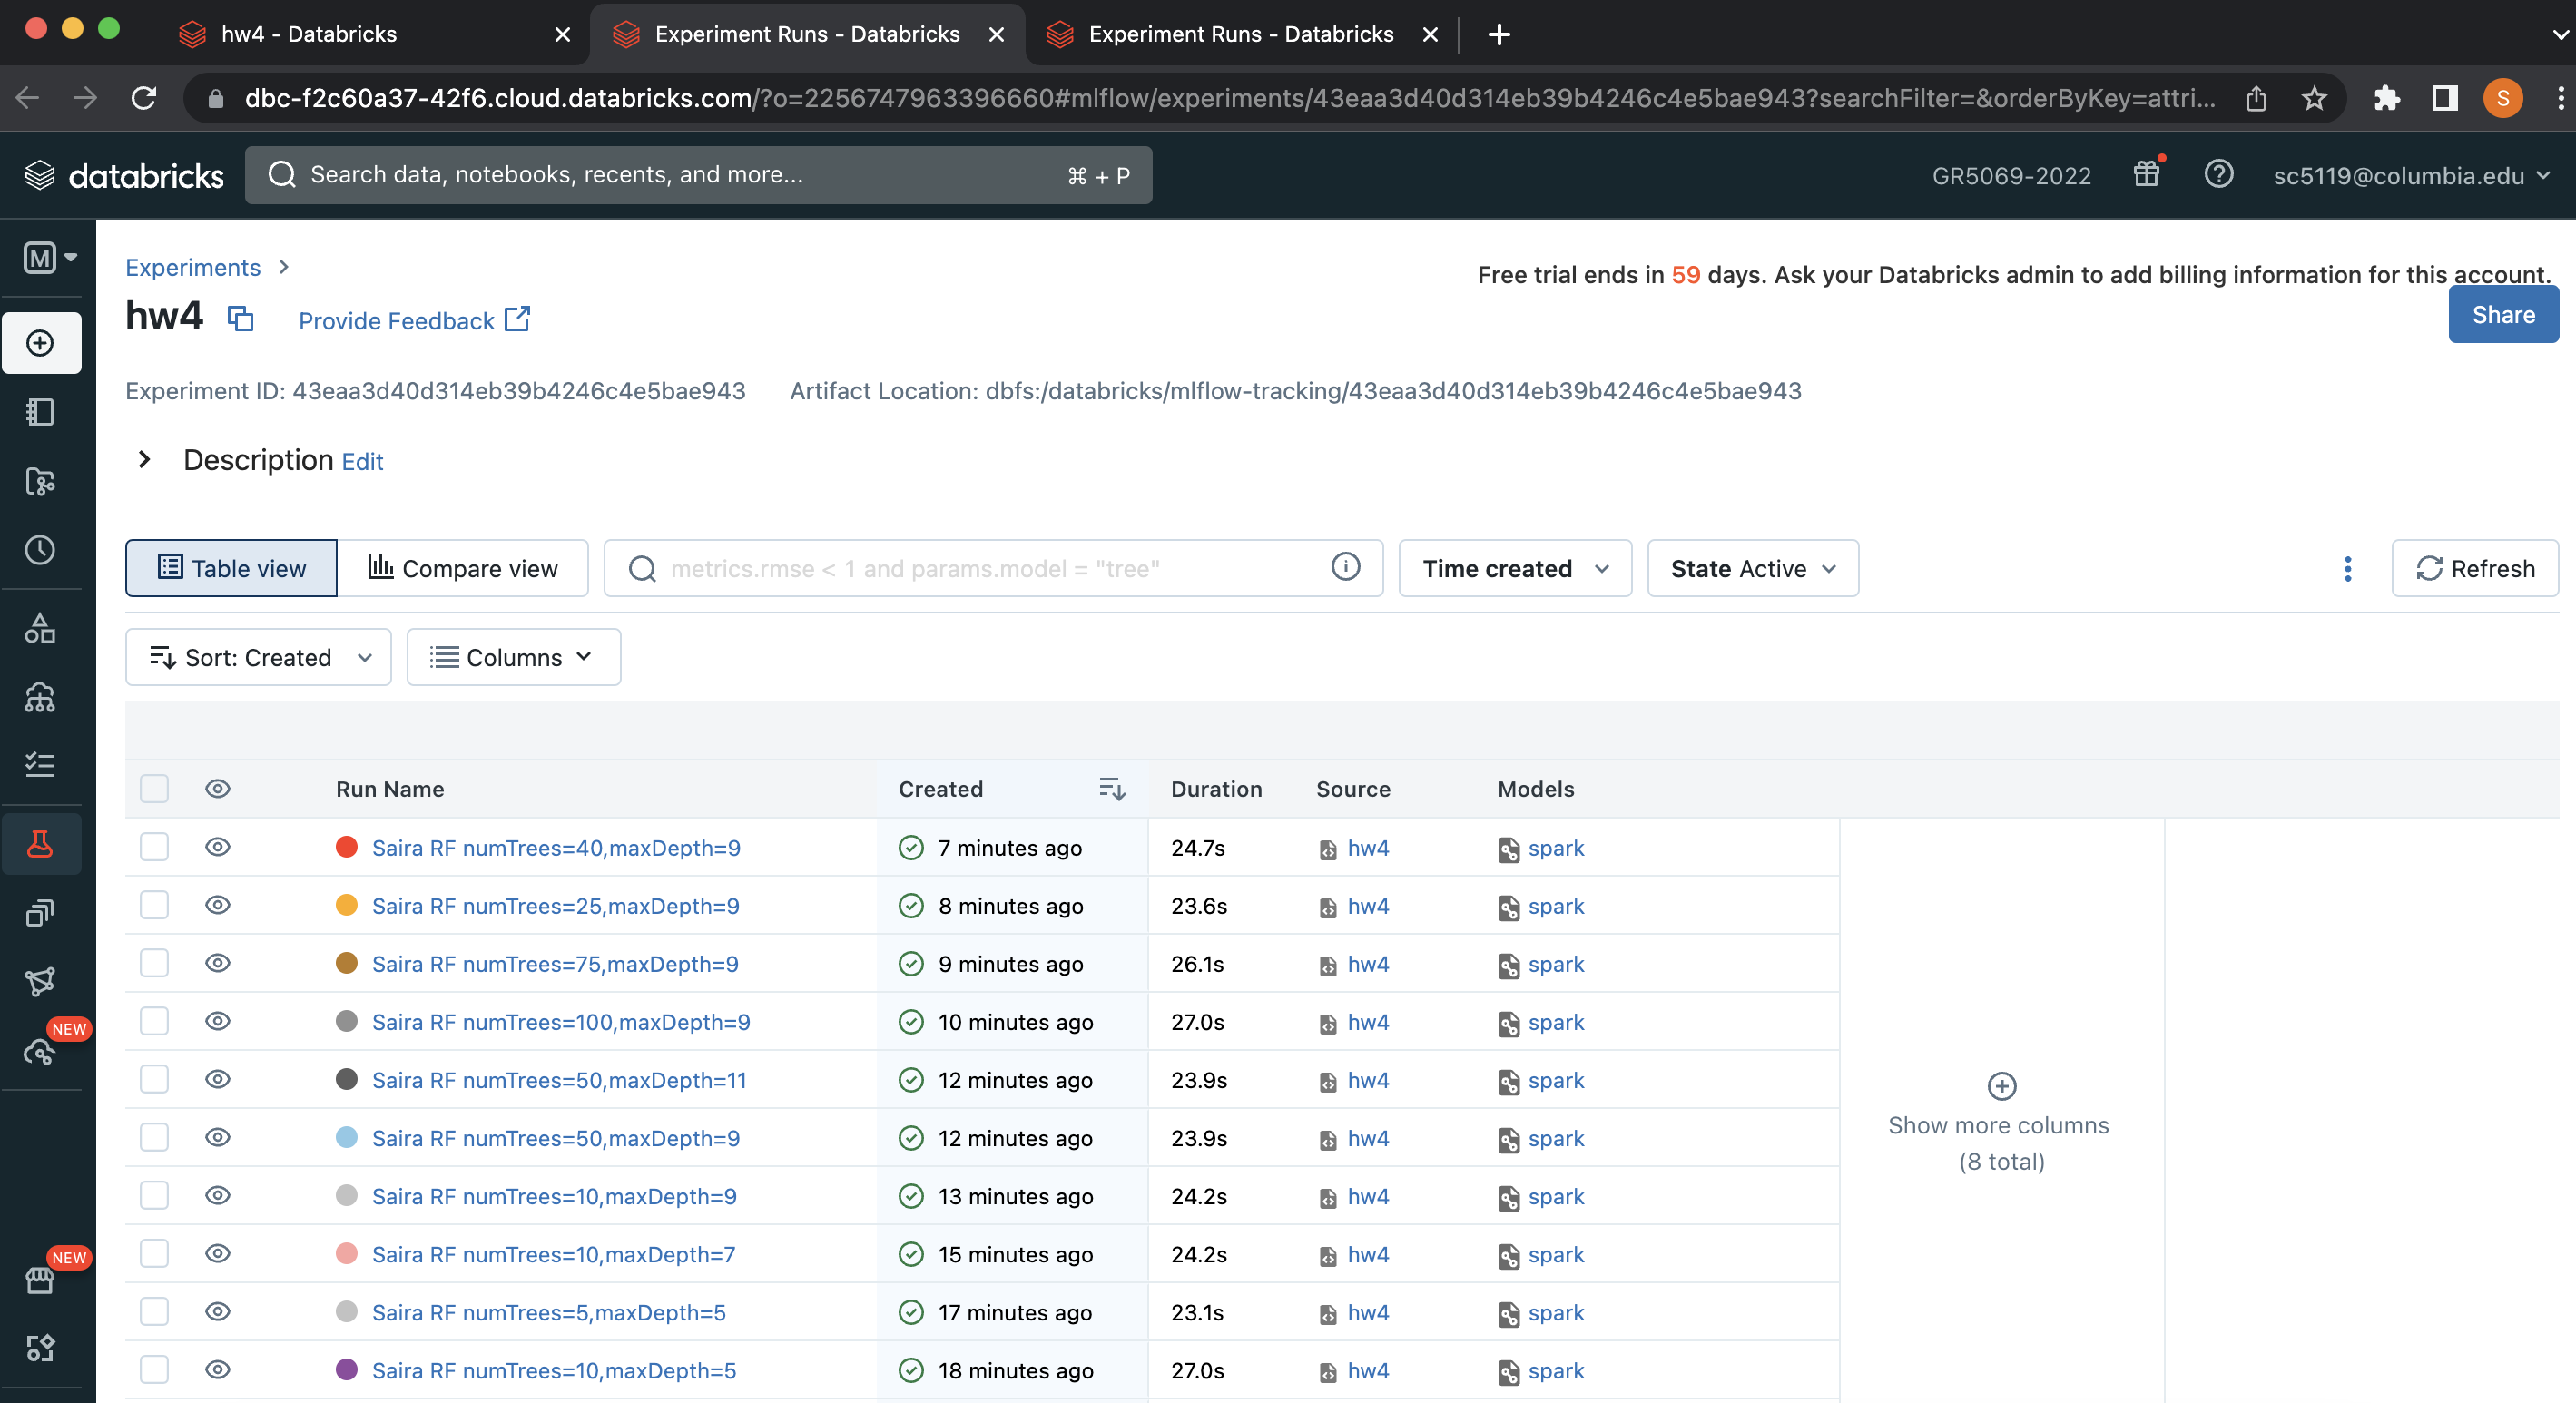 hw4 - Databricks
Experiment Runs - Databricks
Experiment Runs - Databricks
dbc-f2c60a37-42f6.cloud.databricks.com/?o=2256747963396660#mlflow/experiments/43eaa3d40d314eb39b4246c4e5bae943?searchFilter=&orderByKey=attri...
S
databricks
Search data, notebooks, recents, and more...
⌘ + P
GR5069-2022
sc5119@columbia.edu
M
Experiments
Free trial ends in 59 days. Ask your Databricks admin to add billing information for this account.
hw4
Provide Feedback
Share
Experiment ID: 43eaa3d40d314eb39b4246c4e5bae943 Artifact Location: dbfs:/databricks/mlflow-tracking/43eaa3d40d314eb39b4246c4e5bae943
Description Edit
Table view
Compare view
metrics.rmse < 1 and params.model = "tree"
Time created
State Active
Refresh
Sort: Created
Columns
Run Name Created Duration Source Models
Saira RF numTrees=40,maxDepth=9 7 minutes ago 24.7s hw4 spark
Saira RF numTrees=25,maxDepth=9 8 minutes ago 23.6s hw4 spark
Saira RF numTrees=75,maxDepth=9 9 minutes ago 26.1s hw4 spark
Saira RF numTrees=100,maxDepth=9 10 minutes ago 27.0s hw4 spark
Saira RF numTrees=50,maxDepth=11 12 minutes ago 23.9s hw4 spark
Saira RF numTrees=50,maxDepth=9 12 minutes ago 23.9s hw4 spark
Saira RF numTrees=10,maxDepth=9 13 minutes ago 24.2s hw4 spark
Saira RF numTrees=10,maxDepth=7 15 minutes ago 24.2s hw4 spark
Saira RF numTrees=5,maxDepth=5 17 minutes ago 23.1s hw4 spark
Saira RF numTrees=10,maxDepth=5 18 minutes ago 27.0s hw4 spark
Show more columns
(8 total)
NEW
NEW